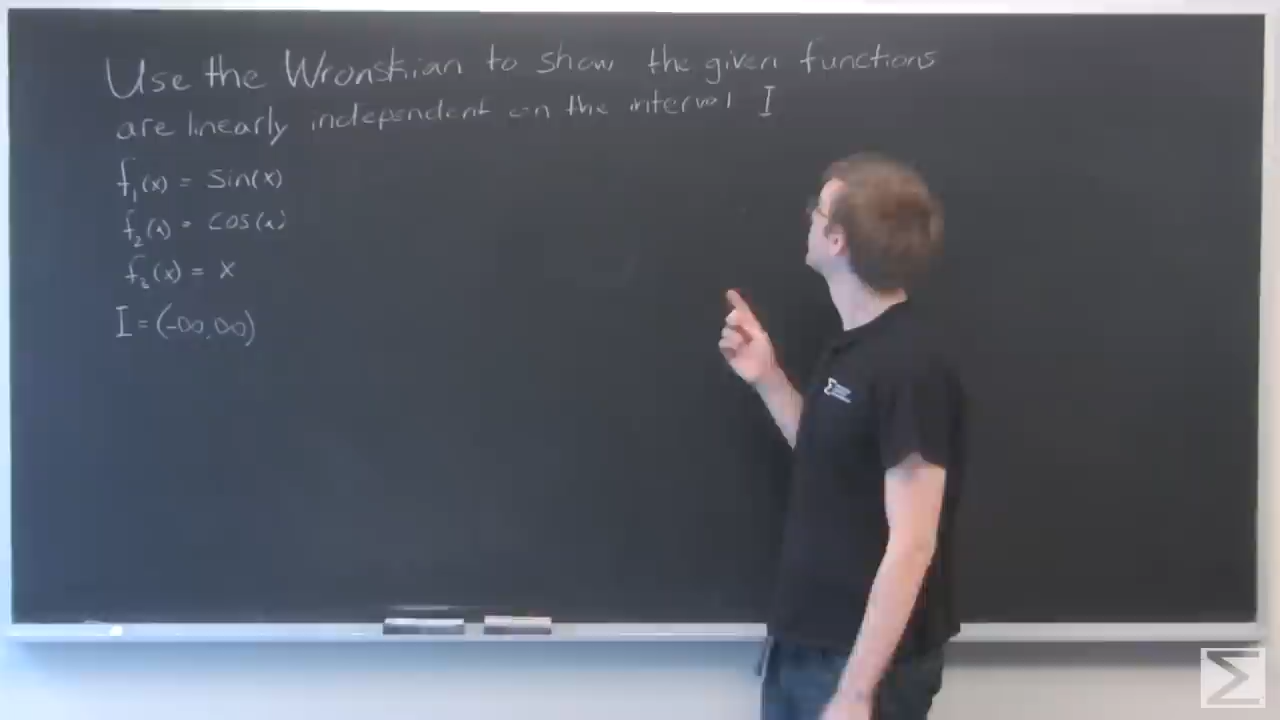 Use the Wronskian to show the given functions
are linearly independent on the interval I
f₁(x) = Sin(x)
f₂(x) = cos(x)
f₃(x) = x
I = (-∞, ∞)
Σ